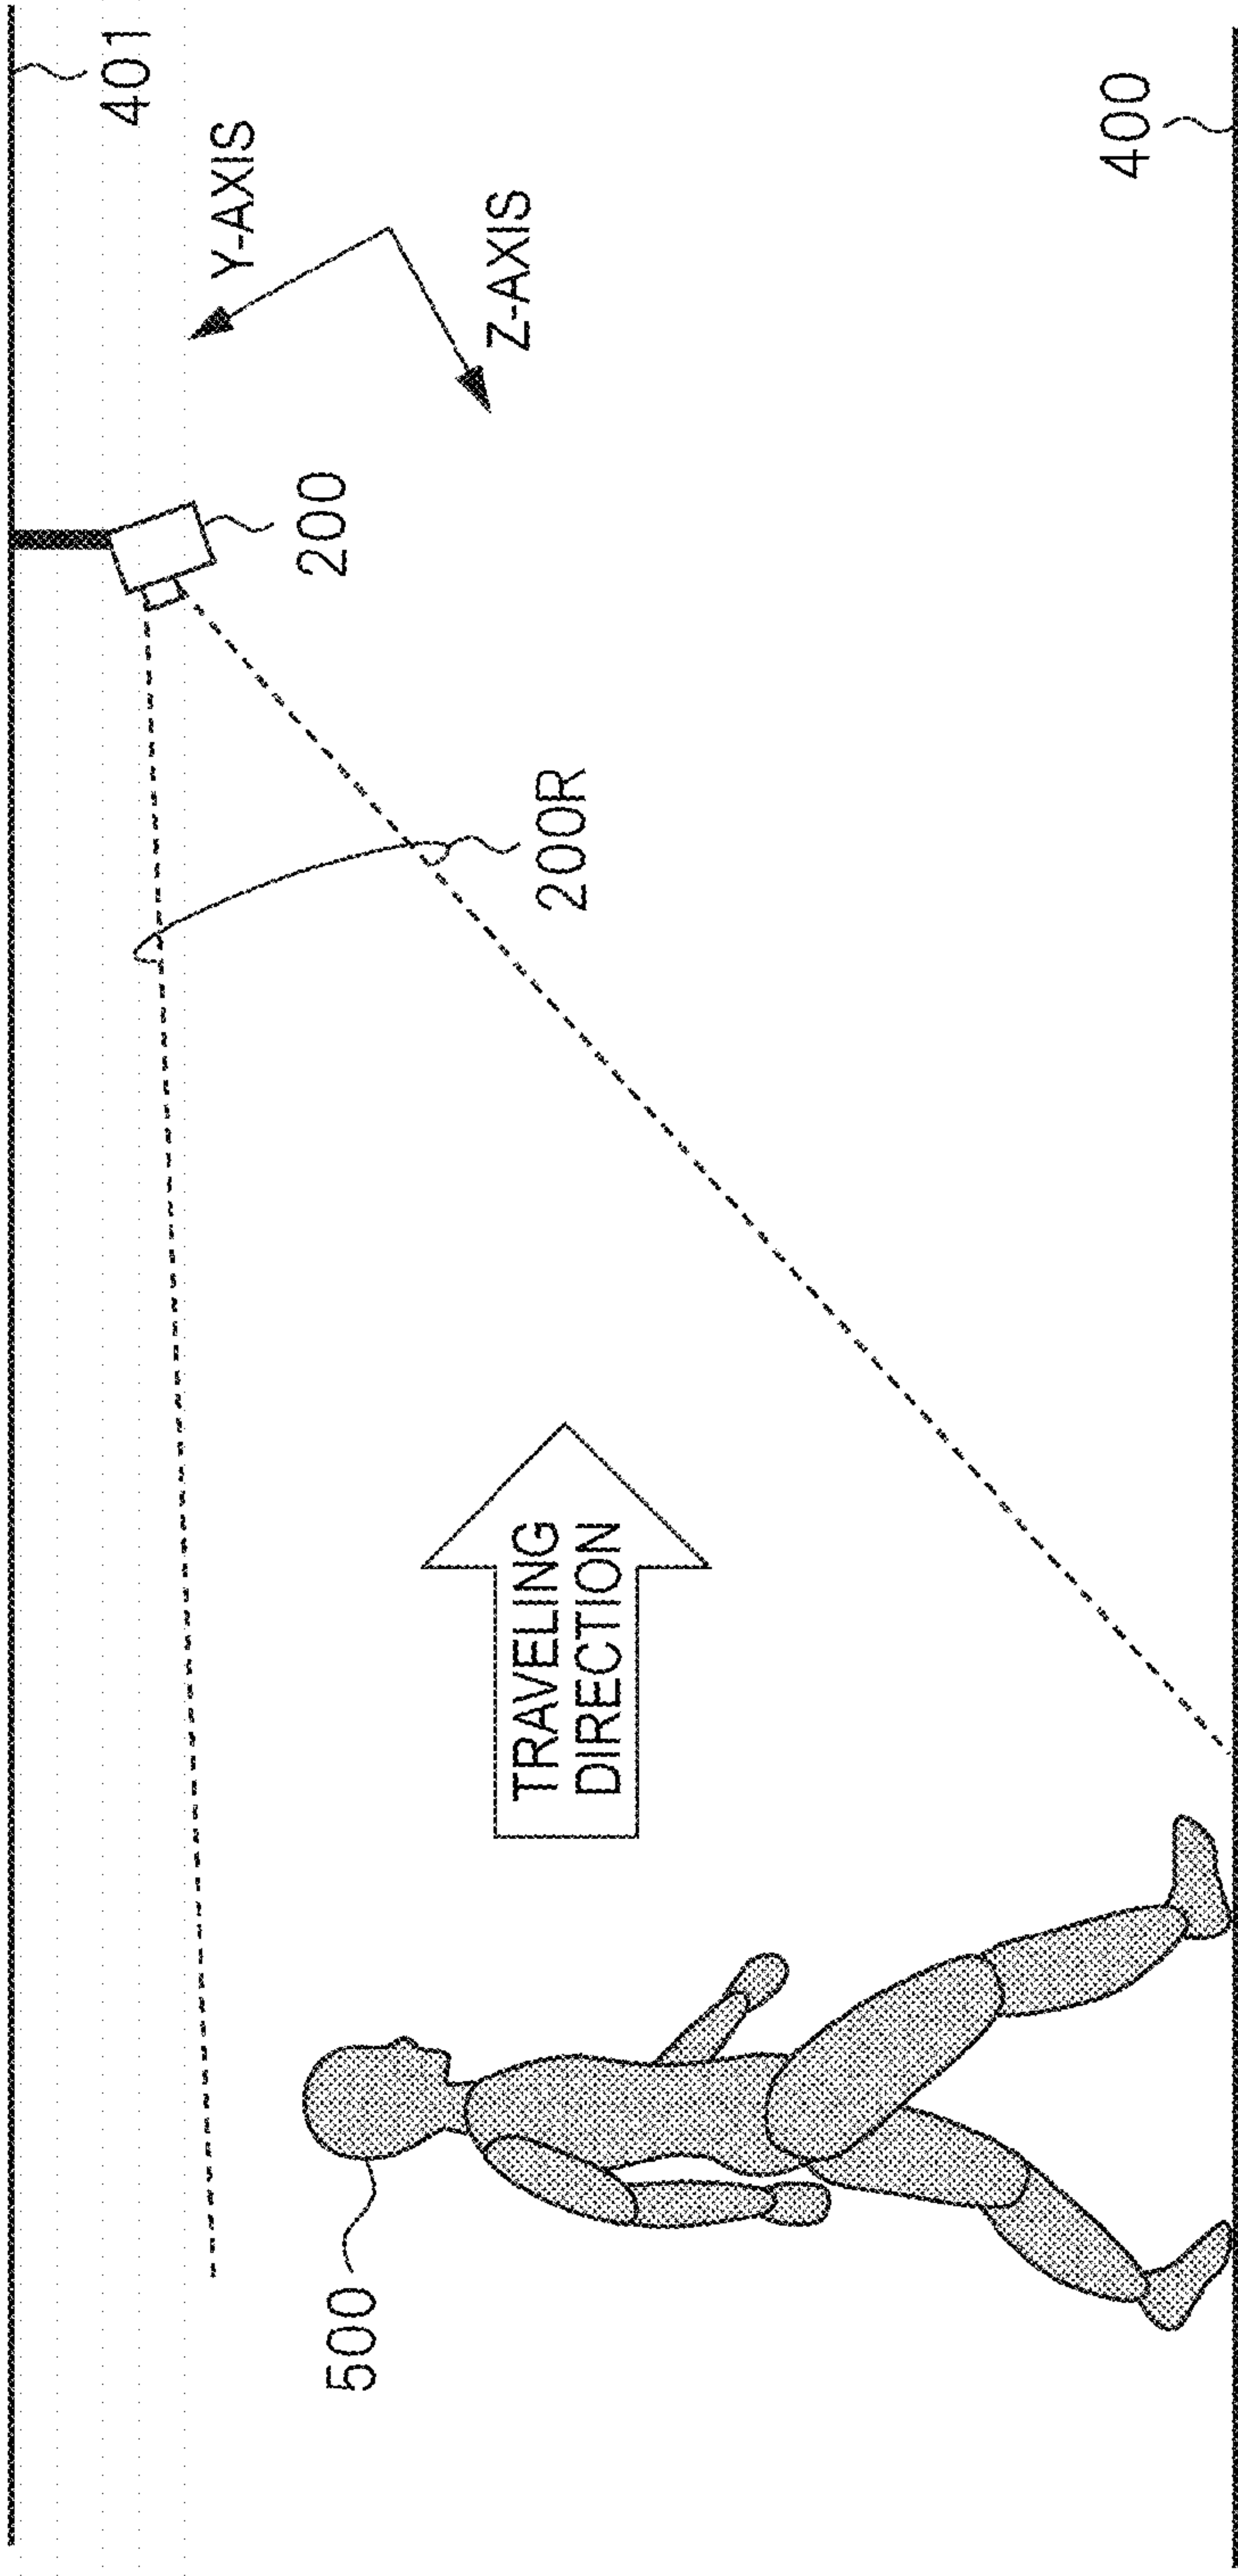 401
Y-AXIS
Z-AXIS
200
200R
400
TRAVELING
DIRECTION
500